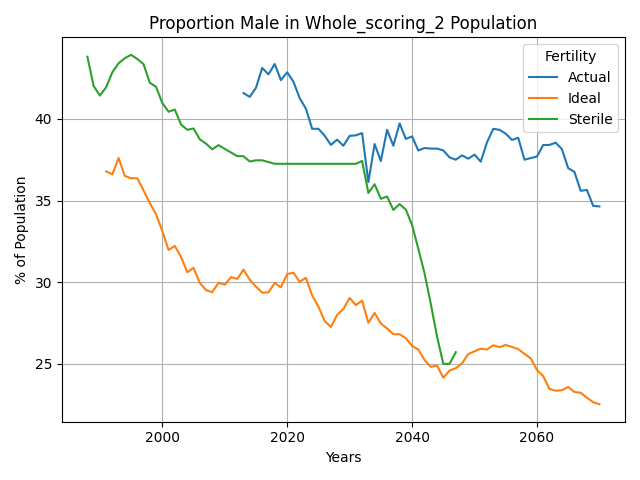 Proportion Male in Whole_scoring_2 Population
Fertility
Actual
Ideal
Sterile
% of Population
40
35
30
25
2000
2020
2040
2060
Years